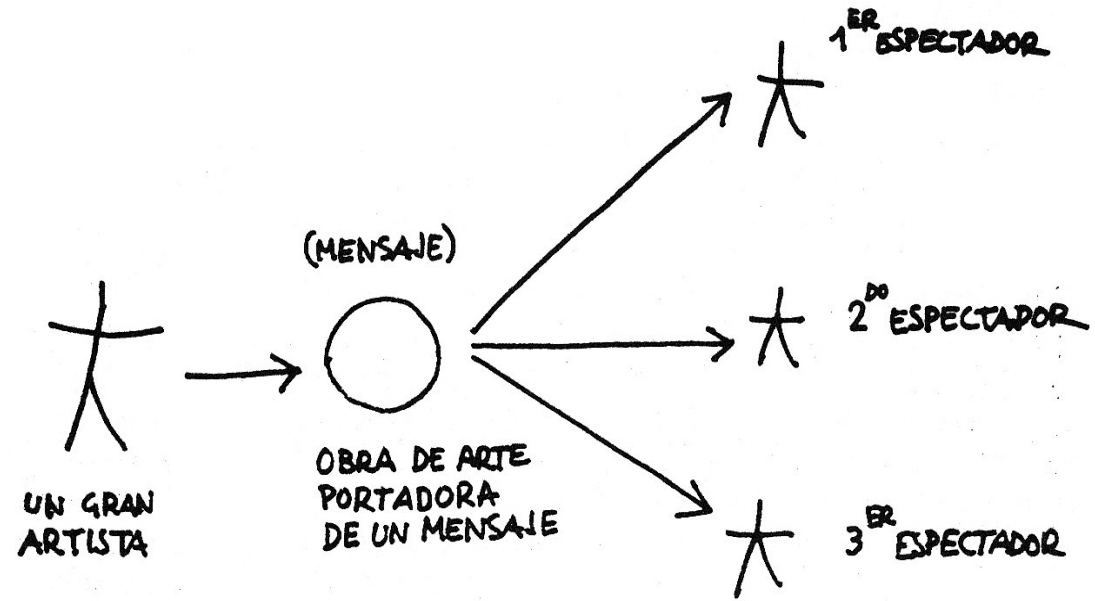 1ER ESPECTADOR
(MENSAJE)
2DO ESPECTADOR
UN GRAN
ARTISTA
OBRA DE ARTE
PORTADORA
DE UN MENSAJE
3ER ESPECTADOR